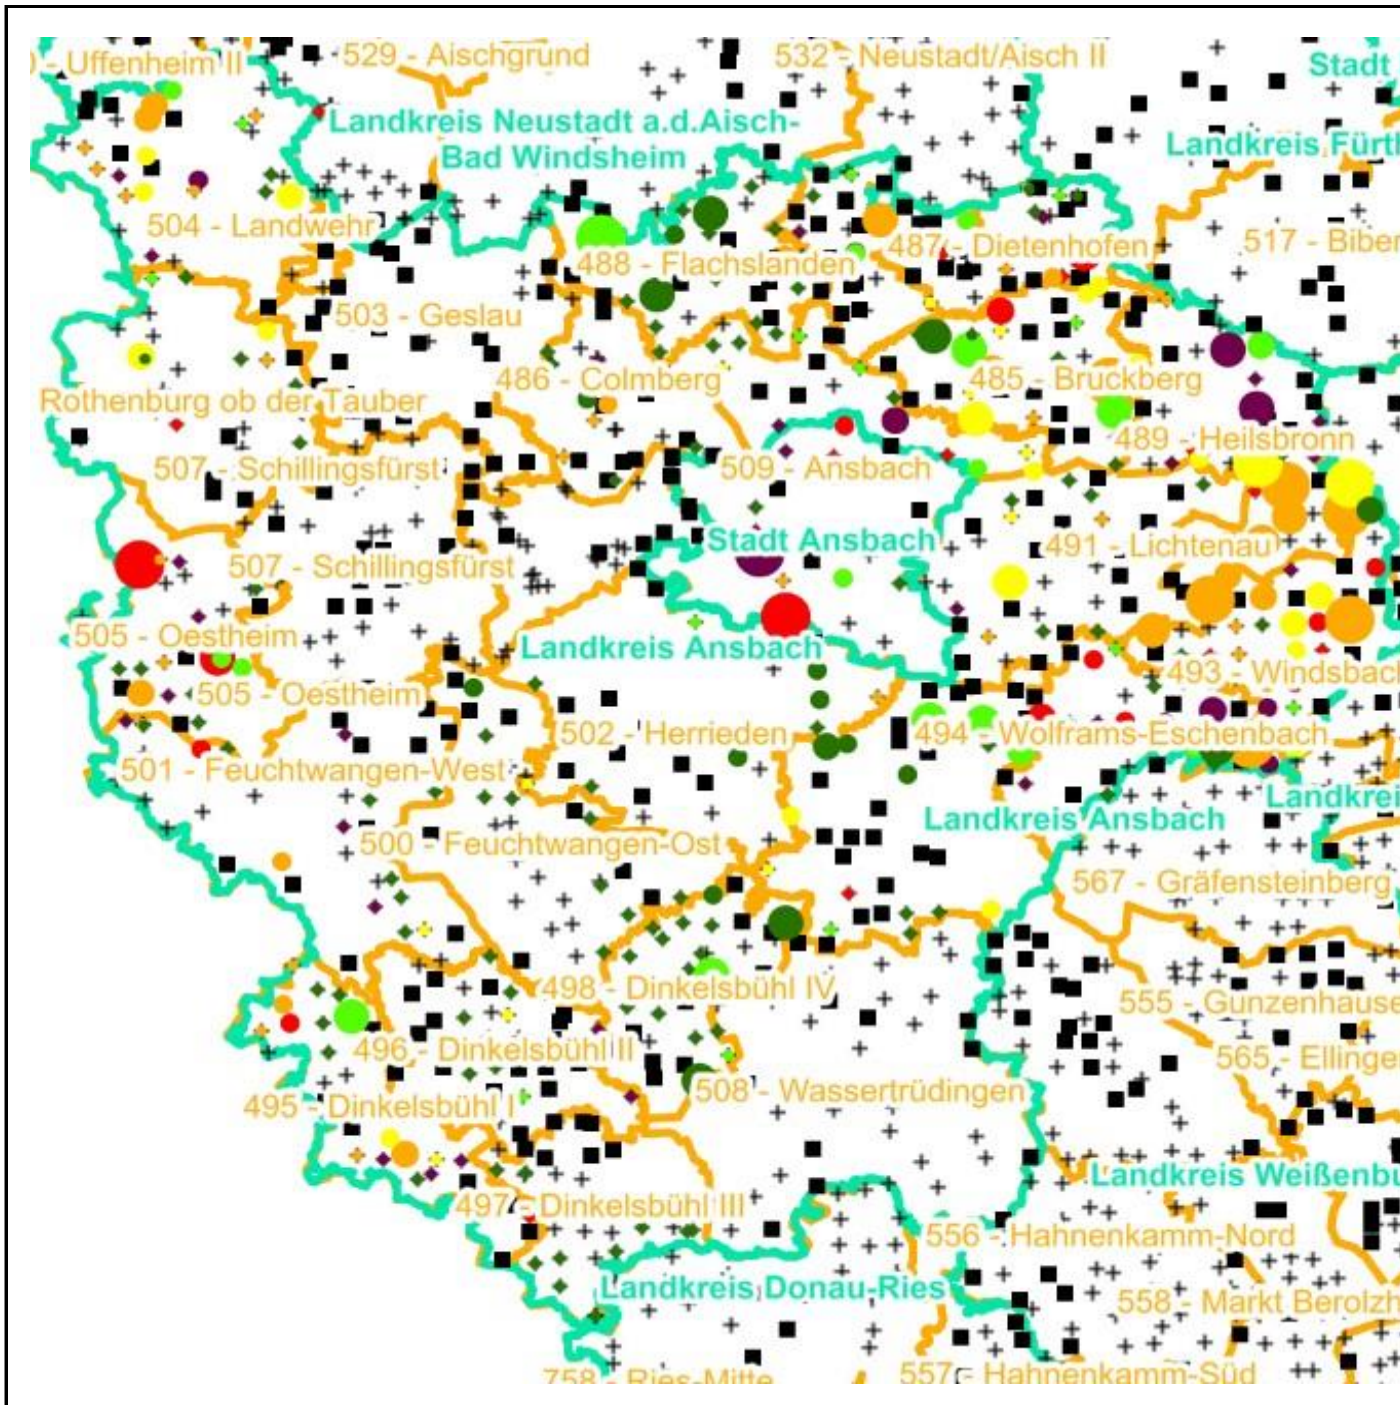 ) - Uffenheim II
529 - Aischgrund
532 - Neustadt/Aisch II
Stadt
Landkreis Neustadt a.d.Aisch-
Bad Windsheim
Landkreis Fürth
504 - Landwehr
488 - Flachslanden
487 - Dietenhofen
517 - Biber
503 - Geslau
486 - Colmberg
485 - Bruckberg
Rothenburg ob der Tauber
489 - Heilsbronn
507 - Schillingsfürst
509 - Ansbach
Stadt Ansbach
491 - Lichtenau
507 - Schillingsfürst
505 - Oestheim
Landkreis Ansbach
493 - Windsbach
505 - Oestheim
502 - Herrieden
494 - Wolframs-Eschenbach
501 - Feuchtwangen-West
Landkrei
Landkreis Ansbach
500 - Feuchtwangen-Ost
567 - Gräfensteinberg
498 - Dinkelsbühl IV
555 - Gunzenhause
496 - Dinkelsbühl II
565 - Ellinge
508 - Wassertrüdingen
495 - Dinkelsbühl I
Landkreis Weißenbu
497 - Dinkelsbühl III
556 - Hahnenkamm-Nord
Landkreis Donau-Ries
558 - Markt Berolzh
758 - Ries-Mitte
557 - Hahnenkamm-Süd